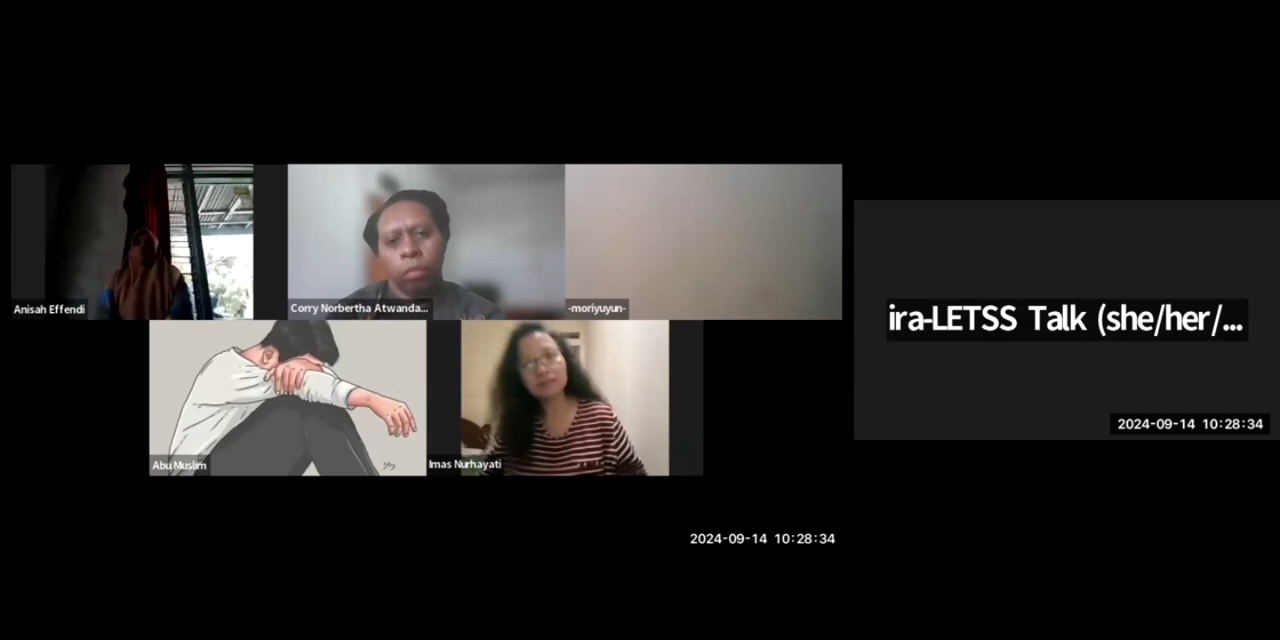 Anisah Effendi
Corry Norbertha Atwanda...
-moriyuyun-
Abu Muslim
Imas Nurhayati
2024-09-14 10:28:34
ira-LETSS Talk (she/her/...
2024-09-14 10:28:34